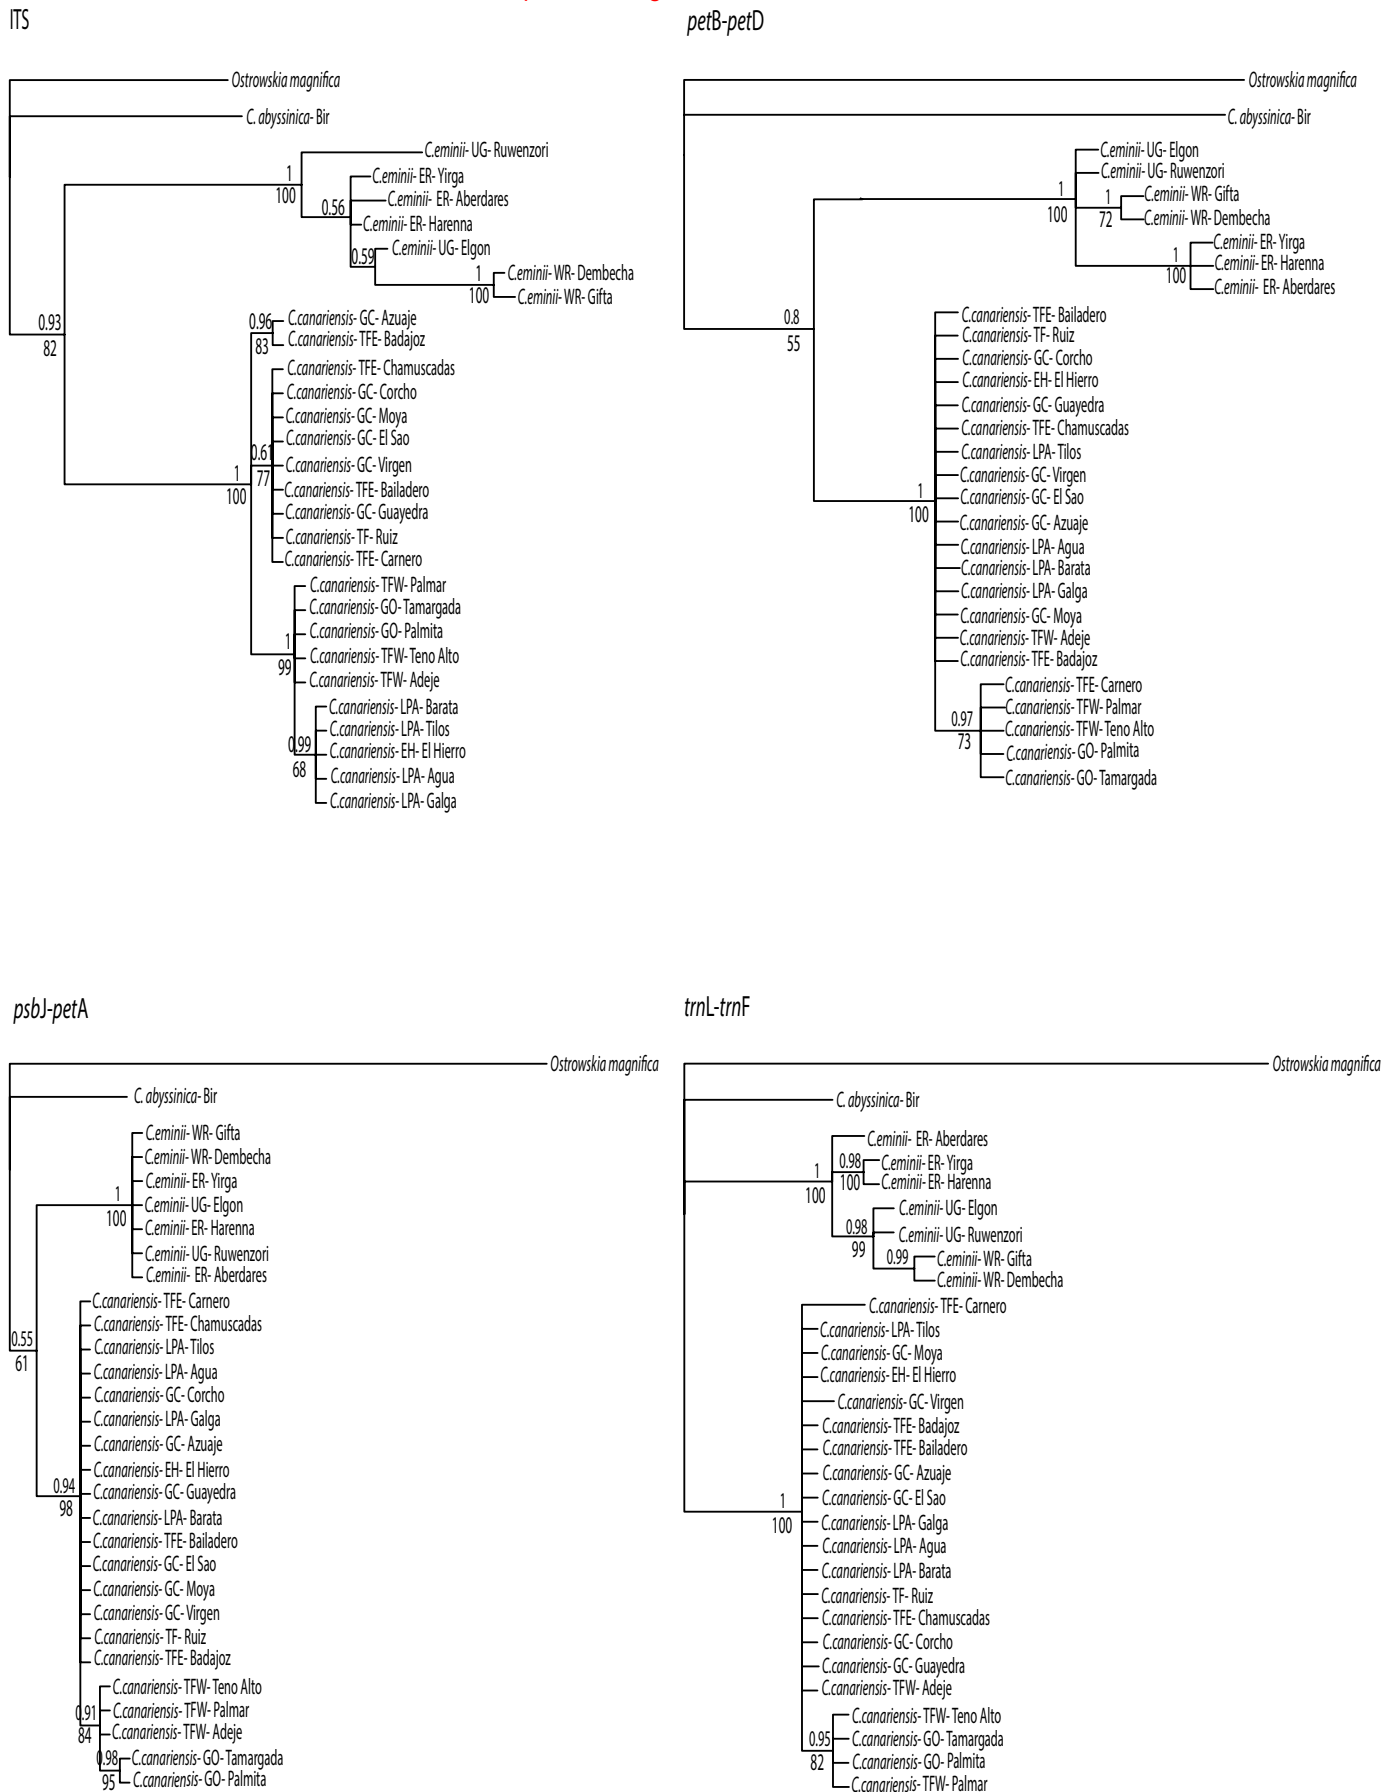 ITS
Ostrowskia magnifica
C. abyssinica- Bir
C.eminii- UG- Ruwenzori
1
100
C.eminii- ER- Yirga
C.eminii- ER- Aberdares
0.56
C.eminii- ER- Harenna
C.eminii- UG- Elgon
0.59
C.eminii- WR- Dembecha
1
100
C.eminii- WR- Gifta
0.93
82
0.96
83
C.canariensis- GC- Azuaje
C.canariensis- TFE- Badajoz
C.canariensis- TFE- Chamuscadas
C.canariensis- GC- Corcho
C.canariensis- GC- Moya
C.canariensis- GC- El Sao
0.61
77
C.canariensis- GC- Virgen
1
100
C.canariensis- TFE- Bailadero
C.canariensis- GC- Guayedra
C.canariensis- TF- Ruiz
C.canariensis- TFE- Carnero
C.canariensis- TFW- Palmar
C.canariensis- GO- Tamargada
C.canariensis- GO- Palmita
1
99
C.canariensis- TFW- Teno Alto
C.canariensis- TFW- Adeje
C.canariensis- LPA- Barata
C.canariensis- LPA- Tilos
0.99
68
C.canariensis- EH- El Hierro
C.canariensis- LPA- Agua
C.canariensis- LPA- Galga
petB-petD
Ostrowskia magnifica
C. abyssinica- Bir
C.eminii- UG- Elgon
C.eminii- UG- Ruwenzori
1
100
1
72
C.eminii- WR- Gifta
C.eminii- WR- Dembecha
C.eminii- ER- Yirga
1
100
C.eminii- ER- Harenna
C.eminii- ER- Aberdares
0.8
55
C.canariensis- TFE- Bailadero
C.canariensis- TF- Ruiz
C.canariensis- GC- Corcho
C.canariensis- EH- El Hierro
C.canariensis- GC- Guayedra
C.canariensis- TFE- Chamuscadas
C.canariensis- LPA- Tilos
C.canariensis- GC- Virgen
1
100
C.canariensis- GC- El Sao
C.canariensis- GC- Azuaje
C.canariensis- LPA- Agua
C.canariensis- LPA- Barata
C.canariensis- LPA- Galga
C.canariensis- GC- Moya
C.canariensis- TFW- Adeje
C.canariensis- TFE- Badajoz
C.canariensis- TFE- Carnero
C.canariensis- TFW- Palmar
0.97
73
C.canariensis- TFW- Teno Alto
C.canariensis- GO- Palmita
C.canariensis- GO- Tamargada
psbJ-petA
Ostrowskia magnifica
C. abyssinica- Bir
C.eminii- WR- Gifta
C.eminii- WR- Dembecha
C.eminii- ER- Yirga
1
100
C.eminii- UG- Elgon
C.eminii- ER- Harenna
C.eminii- UG- Ruwenzori
C.eminii- ER- Aberdares
0.55
61
C.canariensis- TFE- Carnero
C.canariensis- TFE- Chamuscadas
C.canariensis- LPA- Tilos
C.canariensis- LPA- Agua
C.canariensis- GC- Corcho
C.canariensis- LPA- Galga
C.canariensis- GC- Azuaje
C.canariensis- EH- El Hierro
0.94
98
C.canariensis- GC- Guayedra
C.canariensis- LPA- Barata
C.canariensis- TFE- Bailadero
C.canariensis- GC- El Sao
C.canariensis- GC- Moya
C.canariensis- GC- Virgen
C.canariensis- TF- Ruiz
C.canariensis- TFE- Badajoz
C.canariensis- TFW- Teno Alto
0.91
84
C.canariensis- TFW- Palmar
C.canariensis- TFW- Adeje
0.98
95
C.canariensis- GO- Tamargada
C.canariensis- GO- Palmita
trnL-trnF
Ostrowskia magnifica
C. abyssinica- Bir
C.eminii- ER- Aberdares
1
100
0.98
100
C.eminii- ER- Yirga
C.eminii- ER- Harenna
C.eminii- UG- Elgon
0.98
99
C.eminii- UG- Ruwenzori
0.99
C.eminii- WR- Gifta
C.eminii- WR- Dembecha
C.canariensis- TFE- Carnero
C.canariensis- LPA- Tilos
C.canariensis- GC- Moya
C.canariensis- EH- El Hierro
C.canariensis- GC- Virgen
C.canariensis- TFE- Badajoz
C.canariensis- TFE- Bailadero
C.canariensis- GC- Azuaje
C.canariensis- GC- El Sao
1
100
C.canariensis- LPA- Galga
C.canariensis- LPA- Agua
C.canariensis- LPA- Barata
C.canariensis- TF- Ruiz
C.canariensis- TFE- Chamuscadas
C.canariensis- GC- Corcho
C.canariensis- GC- Guayedra
C.canariensis- TFW- Adeje
C.canariensis- TFW- Teno Alto
0.95
82
C.canariensis- GO- Tamargada
C.canariensis- GO- Palmita
C.canariensis- TFW- Palmar